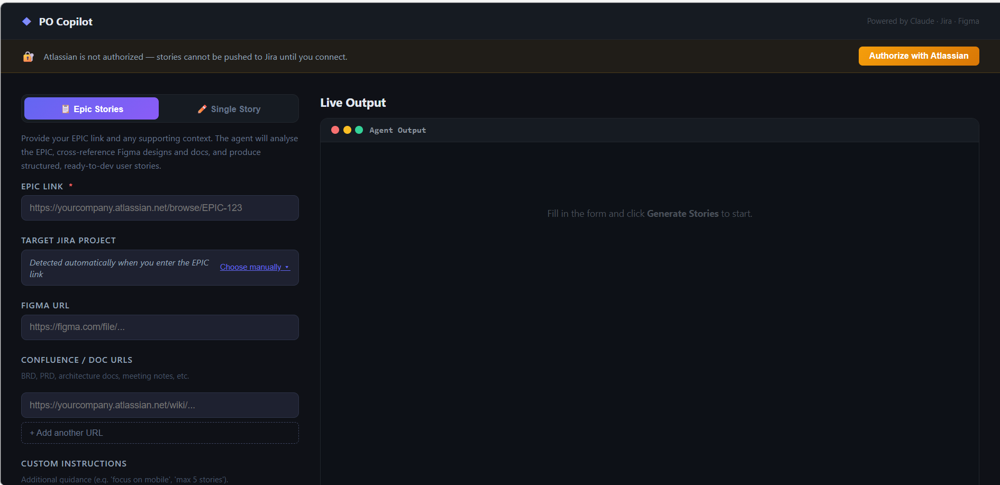 PO Copilot
Powered by Claude · Jira · Figma
Atlassian is not authorized — stories cannot be pushed to Jira until you connect.
Authorize with Atlassian
Epic Stories
Single Story
Provide your EPIC link and any supporting context. The agent will analyse
the EPIC, cross-reference Figma designs and docs, and produce
structured, ready-to-dev user stories.
EPIC LINK *
https://yourcompany.atlassian.net/browse/EPIC-123
TARGET JIRA PROJECT
Detected automatically when you enter the EPIC
link
Choose manually
FIGMA URL
https://figma.com/file/...
CONFLUENCE / DOC URLS
BRD, PRD, architecture docs, meeting notes, etc.
https://yourcompany.atlassian.net/wiki/...
+ Add another URL
CUSTOM INSTRUCTIONS
Additional guidance (e.g. 'focus on mobile', 'max 5 stories').
Live Output
Agent Output
Fill in the form and click Generate Stories to start.